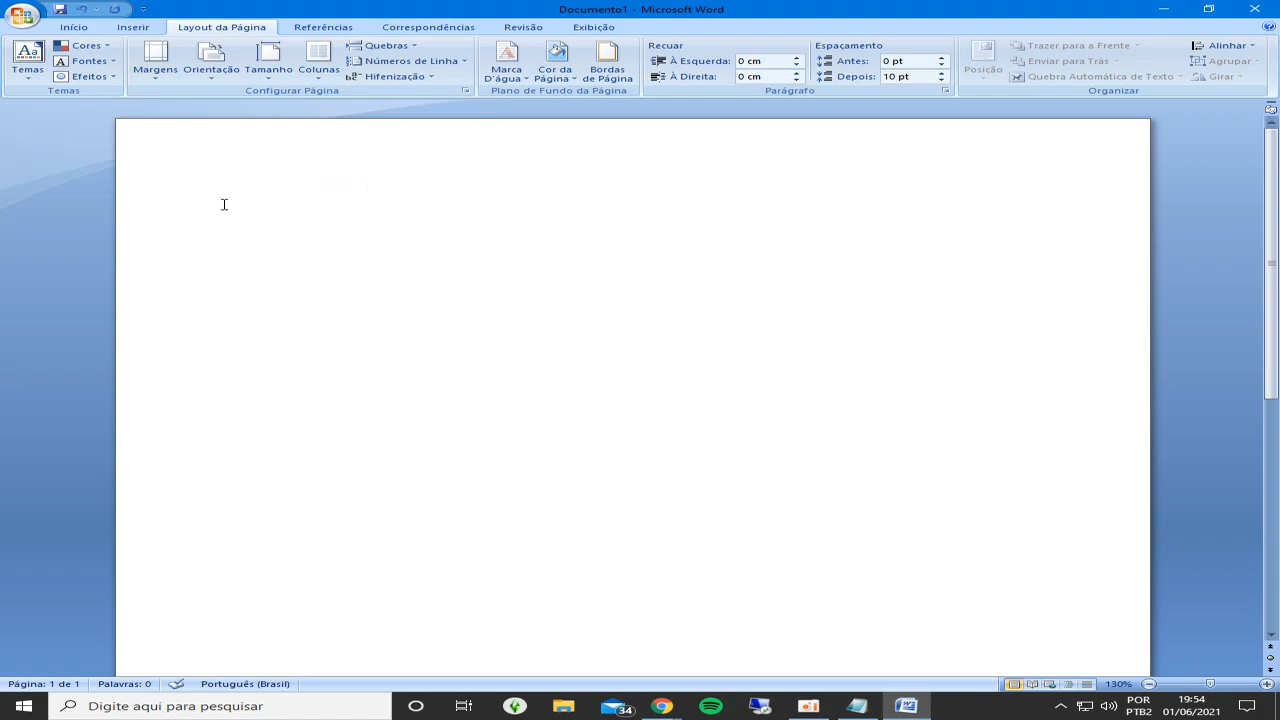 Documento1 - Microsoft Word
Início Inserir Layout da Página Referências Correspondências Revisão Exibição
Aa Cores Quebras Recuar Espaçamento Trazer para a Frente Alinhar
A Fontes Números de Linha À Esquerda: 0 cm Antes: 0 pt Enviar para Trás Agrupar
Temas Efeitos Margens Orientação Tamanho Colunas Hifenização Marca D'água Cor da Página Bordas de Página À Direita: 0 cm Depois: 10 pt Posição Quebra Automática de Texto Girar
Temas Configurar Página Plano de Fundo da Página Parágrafo Organizar
Página: 1 de 1 Palavras: 0 Português (Brasil) 130%
Digite aqui para pesquisar 34 POR 19:54
PTB2 01/06/2021